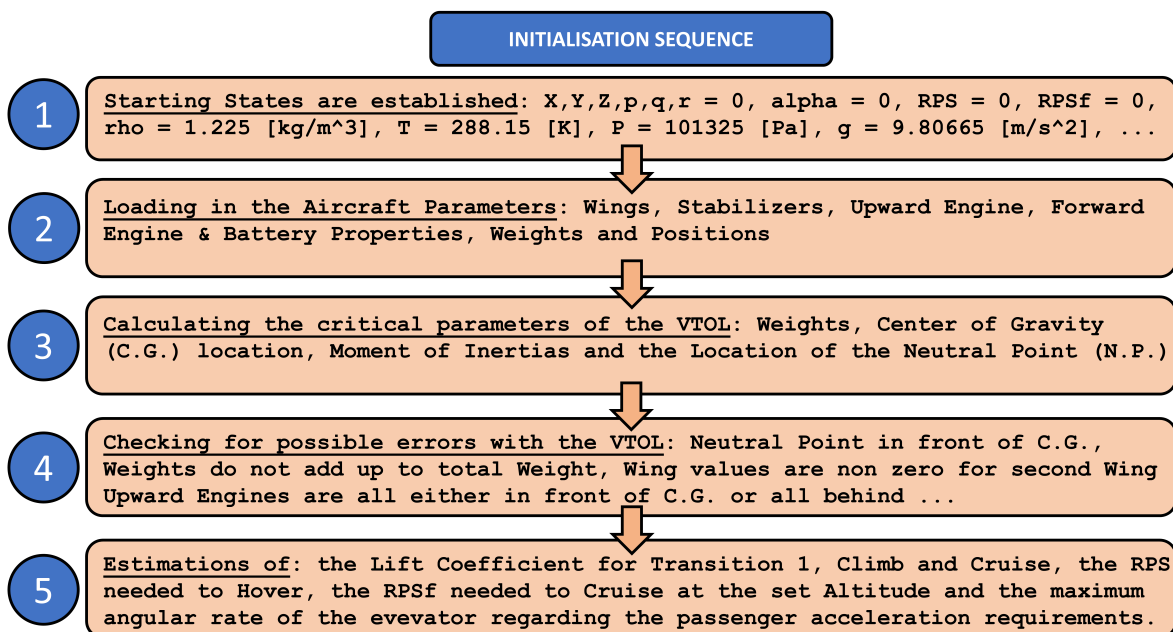 INITIALISATION SEQUENCE
1
Starting States are established: X,Y,Z,p,q,r = 0, alpha = 0, RPS = 0, RPSf = 0,
rho = 1.225 [kg/m^3], T = 288.15 [K], P = 101325 [Pa], g = 9.80665 [m/s^2], ...
2
Loading in the Aircraft Parameters: Wings, Stabilizers, Upward Engine, Forward
Engine & Battery Properties, Weights and Positions
3
Calculating the critical parameters of the VTOL: Weights, Center of Gravity
(C.G.) location, Moment of Inertias and the Location of the Neutral Point (N.P.)
4
Checking for possible errors with the VTOL: Neutral Point in front of C.G.,
Weights do not add up to total Weight, Wing values are non zero for second Wing
Upward Engines are all either in front of C.G. or all behind ...
5
Estimations of: the Lift Coefficient for Transition 1, Climb and Cruise, the RPS
needed to Hover, the RPSf needed to Cruise at the set Altitude and the maximum
angular rate of the evevator regarding the passenger acceleration requirements.